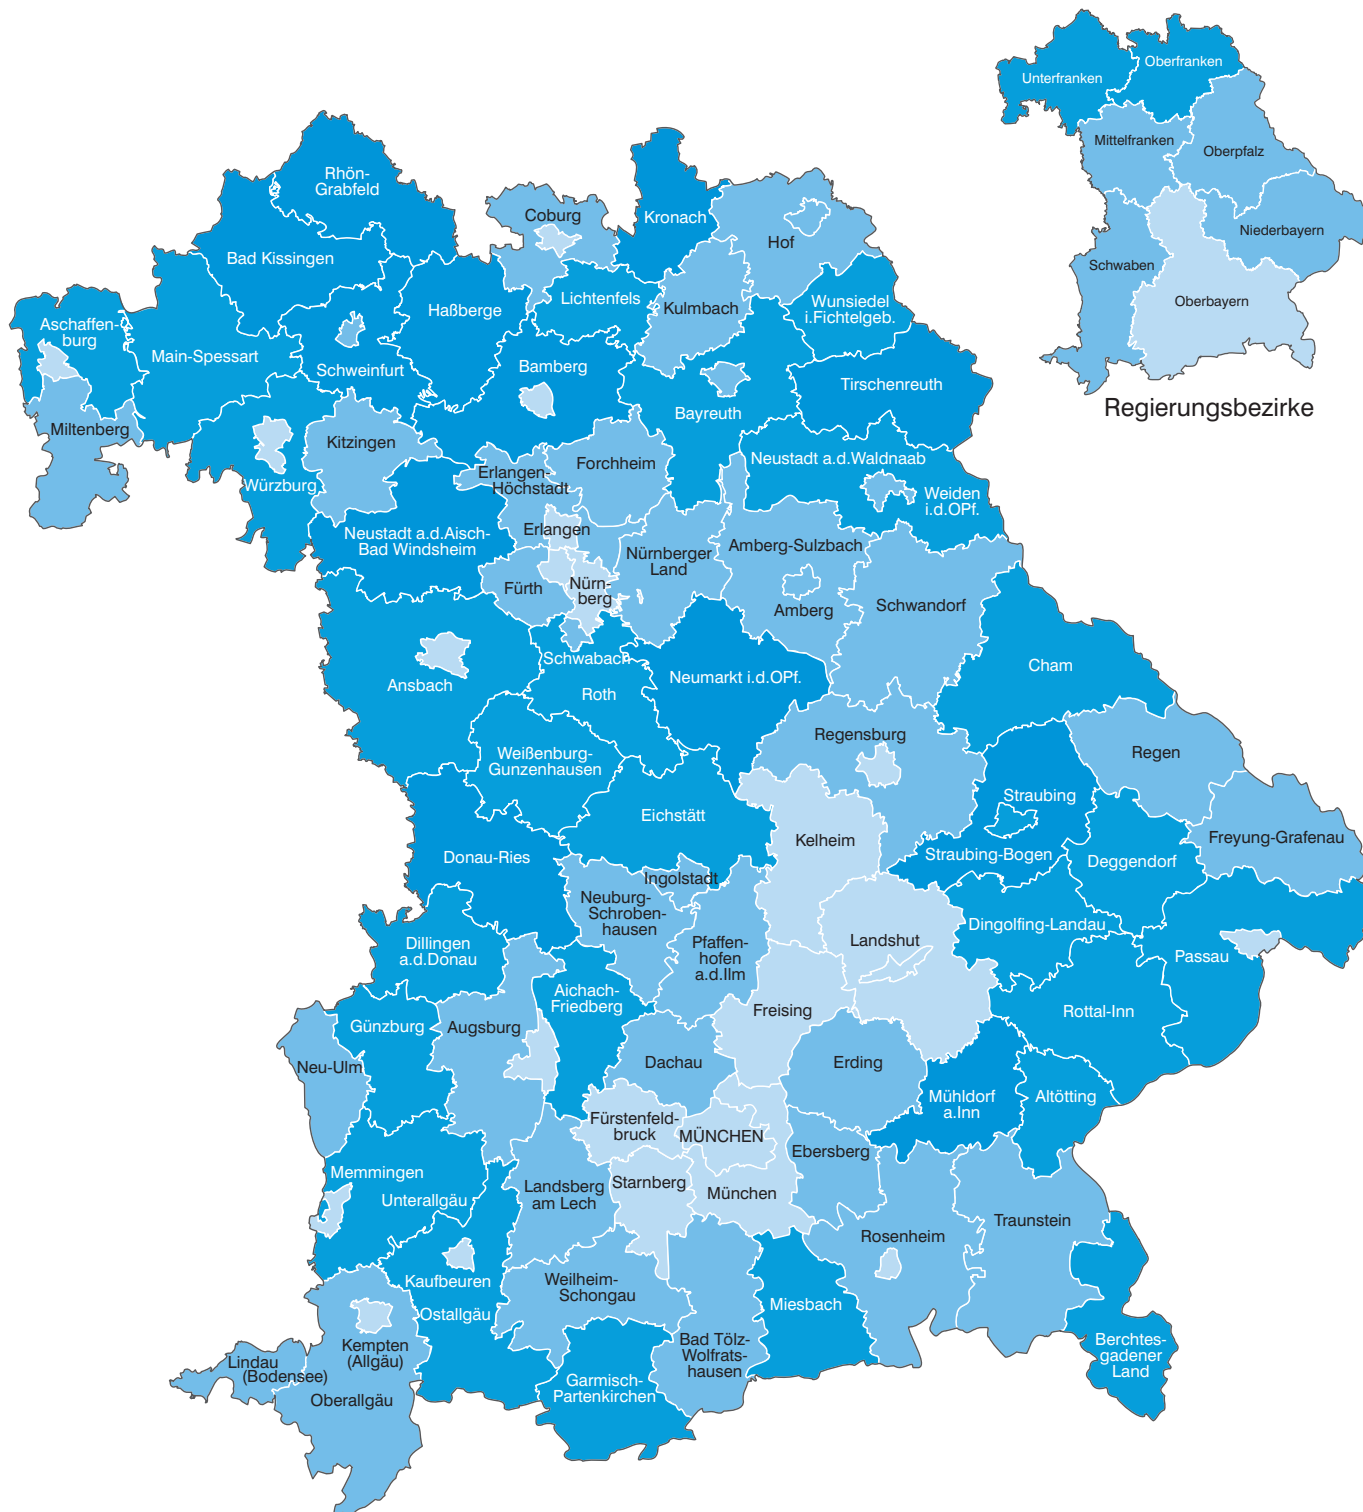 Unterfranken
Oberfranken
Mittelfranken
Oberpfalz
Niederbayern
Schwaben
Oberbayern
Regierungsbezirke
Rhön-
Grabfeld
Coburg
Kronach
Hof
Bad Kissingen
Haßberge
Lichtenfels
Kulmbach
Wunsiedel
i.Fichtelgeb.
Aschaffen-
burg
Main-Spessart
Schweinfurt
Bamberg
Bayreuth
Tirschenreuth
Miltenberg
Kitzingen
Würzburg
Erlangen-
Höchstadt
Forchheim
Neustadt a.d.Waldnaab
Weiden
i.d.OPf.
Neustadt a.d.Aisch-
Bad Windsheim
Erlangen
Fürth
Nürn-
berg
Nürnberger
Land
Amberg-Sulzbach
Amberg
Schwandorf
Cham
Ansbach
Schwabach
Roth
Neumarkt i.d.OPf.
Regensburg
Regen
Weißenburg-
Gunzenhausen
Eichstätt
Kelheim
Straubing
Straubing-Bogen
Deggendorf
Freyung-Grafenau
Donau-Ries
Ingolstadt
Neuburg-
Schroben-
hausen
Pfaffen-
hofen
a.d.Ilm
Landshut
Dingolfing-Landau
Passau
Dillingen
a.d.Donau
Aichach-
Friedberg
Freising
Rottal-Inn
Günzburg
Augsburg
Neu-Ulm
Dachau
Erding
Mühldorf
a.Inn
Altötting
Fürstenfeld-
bruck
MÜNCHEN
Ebersberg
Memmingen
Unterallgäu
Landsberg
am Lech
Starnberg
München
Rosenheim
Traunstein
Kaufbeuren
Ostallgäu
Weilheim-
Schongau
Miesbach
Kempten
(Allgäu)
Lindau
(Bodensee)
Oberallgäu
Garmisch-
Partenkirchen
Bad Tölz-
Wolfrats-
hausen
Berchtes-
gadener
Land